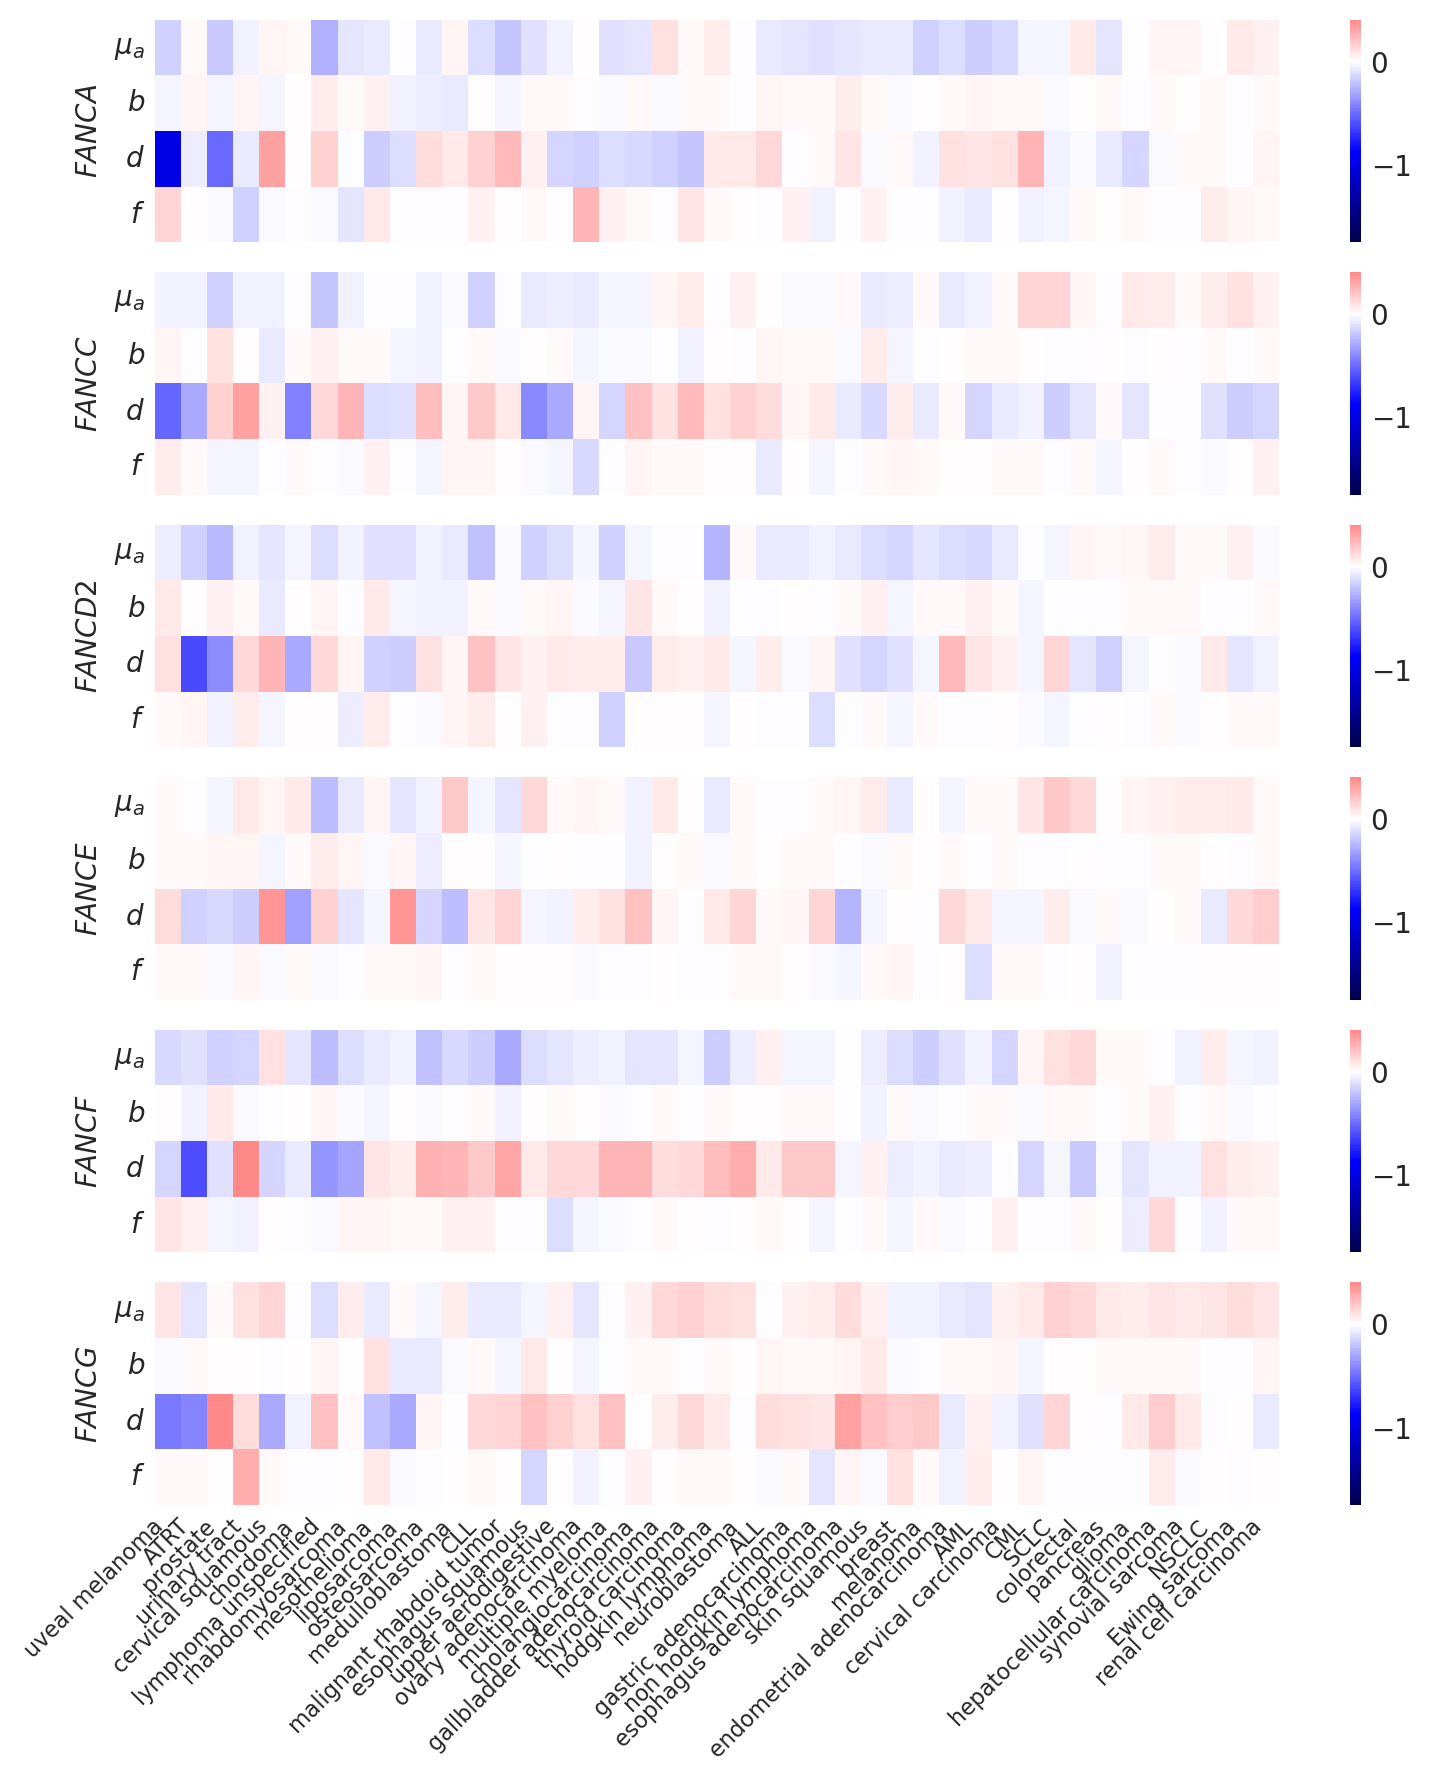 FANCA
μa
b
d
f
0
−1
FANCC
μa
b
d
f
0
−1
FANCD2
μa
b
d
f
0
−1
FANCE
μa
b
d
f
0
−1
FANCF
μa
b
d
f
0
−1
FANCG
μa
b
d
f
0
−1
uveal melanoma
ATRT
prostate
urinary tract
cervical squamous
chordoma
lymphoma unspecified
rhabdomyosarcoma
mesothelioma
liposarcoma
osteosarcoma
medulloblastoma
CLL
malignant rhabdoid tumor
esophagus squamous
upper aerodigestive
ovary adenocarcinoma
multiple myeloma
cholangiocarcinoma
gallbladder adenocarcinoma
thyroid carcinoma
hodgkin lymphoma
neuroblastoma
ALL
gastric adenocarcinoma
non hodgkin lymphoma
esophagus adenocarcinoma
skin squamous
breast
melanoma
endometrial adenocarcinoma
AML
cervical carcinoma
CML
SCLC
colorectal
pancreas
glioma
hepatocellular carcinoma
synovial sarcoma
NSCLC
Ewing sarcoma
renal cell carcinoma